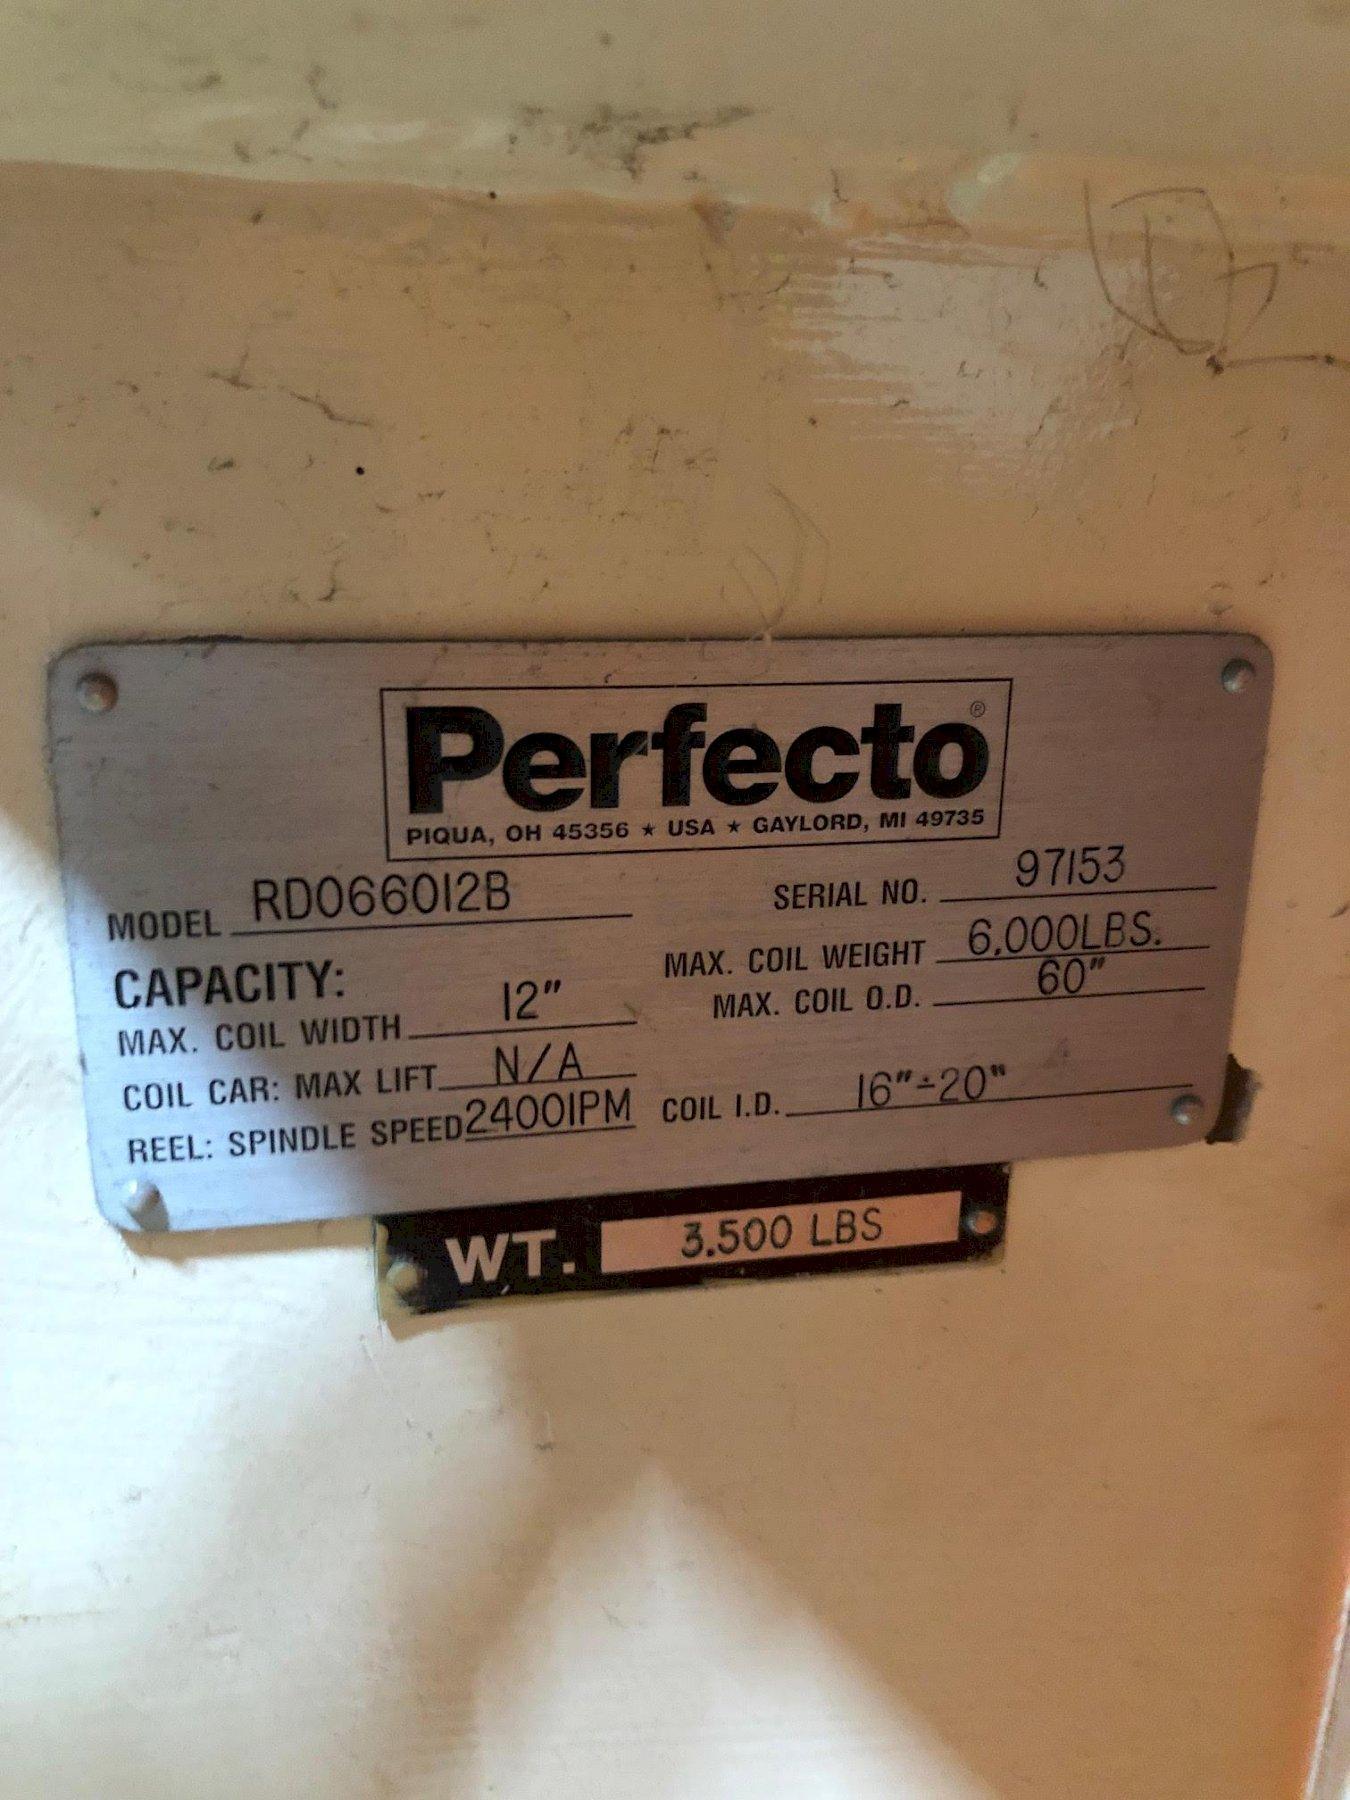 Perfecto®
PIQUA, OH 45356 ★ USA ★ GAYLORD, MI 49735
MODEL RD066012B
SERIAL NO. 97153
CAPACITY:
MAX. COIL WEIGHT 6,000LBS.
MAX. COIL WIDTH 12"
MAX. COIL O.D. 60"
COIL CAR: MAX LIFT N/A
REEL: SPINDLE SPEED 2400IPM
COIL I.D. 16"÷20"
WT. 3,500 LBS